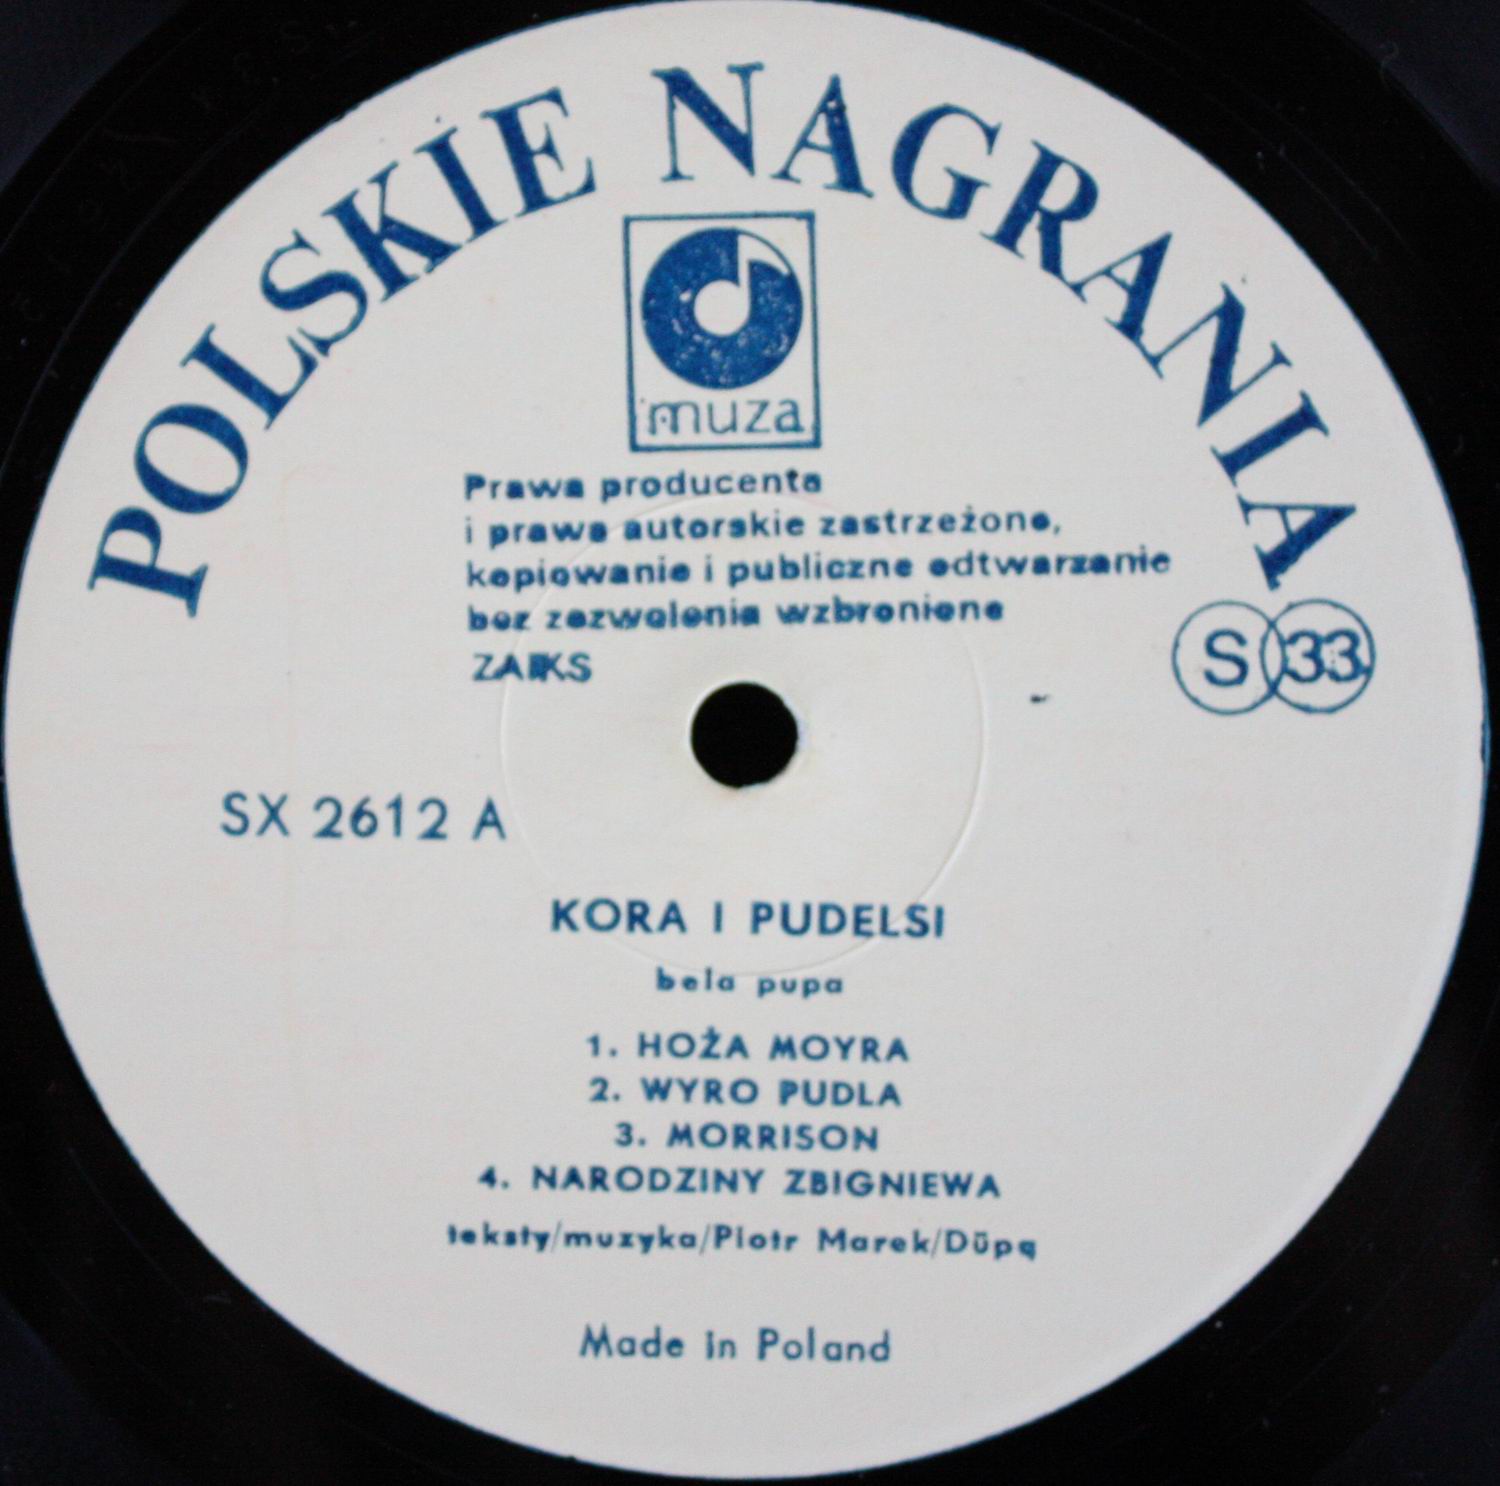 POLSKIE NAGRANIA
muza
Prawa producenta
i prawa autorskie zastrzeżone,
kopiowanie i publiczne odtwarzanie
bez zezwolenia wzbronione
ZAIKS
S 33
SX 2612 A
KORA I PUDELSI
bela pupa
1. HOŻA MOYRA
2. WYRO PUDLA
3. MORRISON
4. NARODZINY ZBIGNIEWA
teksty/muzyka/Piotr Marek/Düpą
Made in Poland